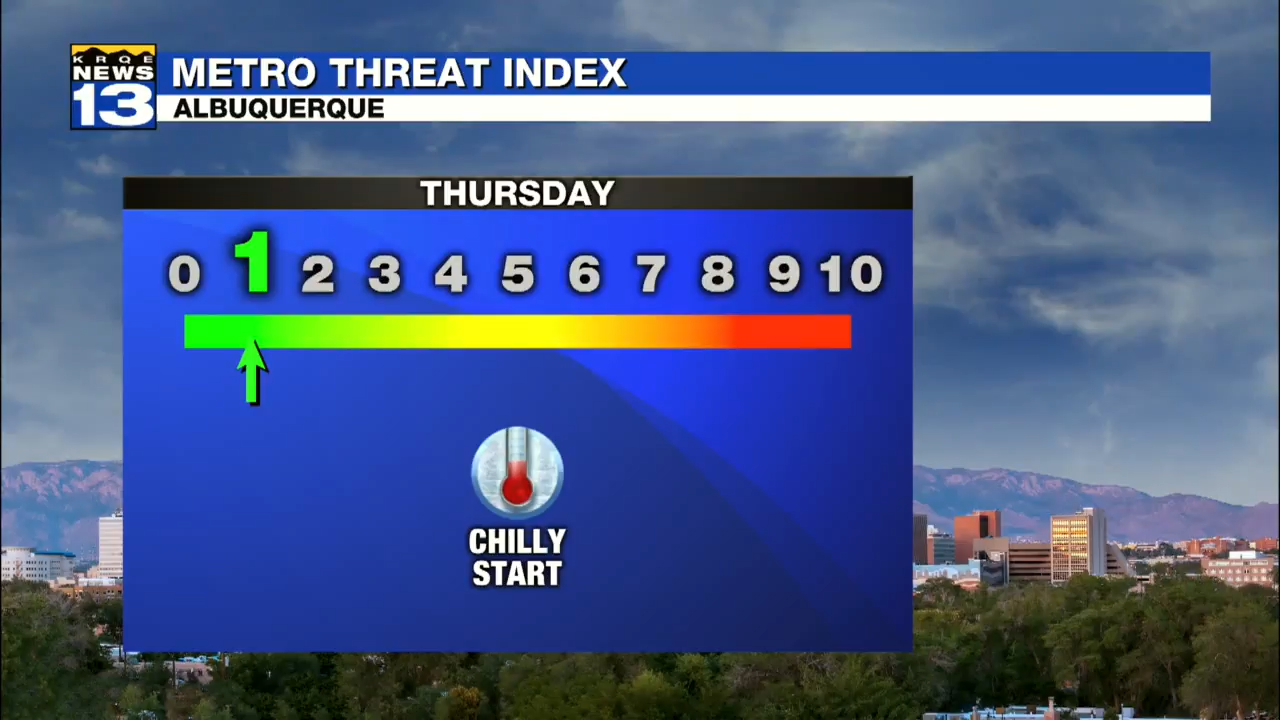 KRQE
NEWS
13
METRO THREAT INDEX
ALBUQUERQUE
THURSDAY
0 1 2 3 4 5 6 7 8 9 10
CHILLY
START